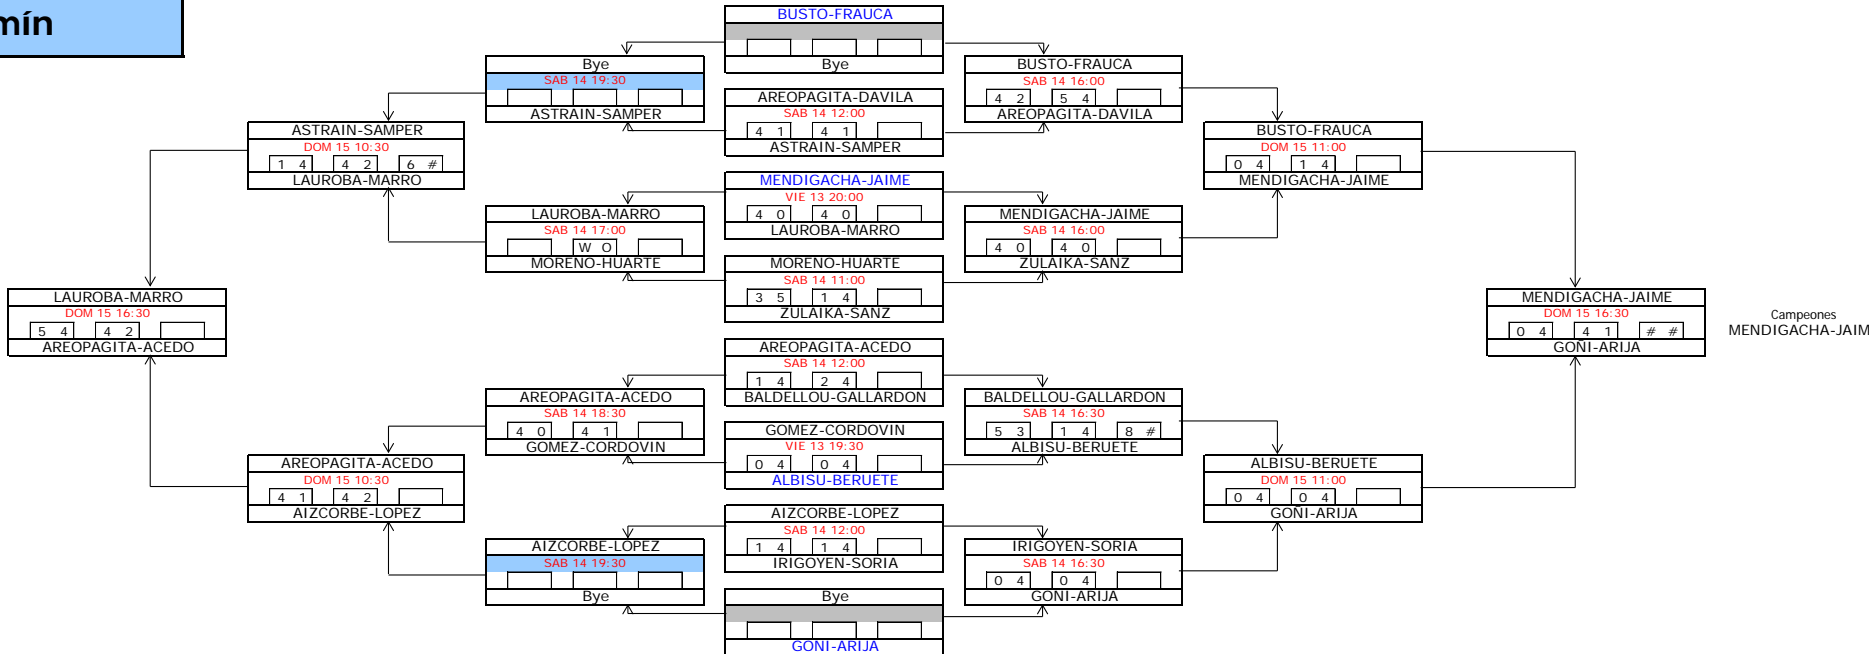 mín
BUSTO-FRAUCA
Bye
AREOPAGITA-DAVILA
SAB 14 12:00
4 1 4 1
ASTRAIN-SAMPER
MENDIGACHA-JAIME
VIE 13 20:00
4 0 4 0
LAUROBA-MARRO
MORENO-HUARTE
SAB 14 11:00
3 5 1 4
ZULAIKA-SANZ
AREOPAGITA-ACEDO
SAB 14 12:00
1 4 2 4
BALDELLOU-GALLARDON
GOMEZ-CORDOVIN
VIE 13 19:30
0 4 0 4
ALBISU-BERUETE
AIZCORBE-LOPEZ
SAB 14 12:00
1 4 1 4
IRIGOYEN-SORIA
Bye
GOÑI-ARIJA
Bye
SAB 14 19:30
ASTRAIN-SAMPER
LAUROBA-MARRO
SAB 14 17:00
W O
MORENO-HUARTE
AREOPAGITA-ACEDO
SAB 14 18:30
4 0 4 1
GOMEZ-CORDOVIN
AIZCORBE-LOPEZ
SAB 14 19:30
Bye
ASTRAIN-SAMPER
DOM 15 10:30
1 4 4 2 6 #
LAUROBA-MARRO
AREOPAGITA-ACEDO
DOM 15 10:30
4 1 4 2
AIZCORBE-LOPEZ
LAUROBA-MARRO
DOM 15 16:30
5 4 4 2
AREOPAGITA-ACEDO
BUSTO-FRAUCA
SAB 14 16:00
4 2 5 4
AREOPAGITA-DAVILA
MENDIGACHA-JAIME
SAB 14 16:00
4 0 4 0
ZULAIKA-SANZ
BALDELLOU-GALLARDON
SAB 14 16:30
5 3 1 4 8 #
ALBISU-BERUETE
IRIGOYEN-SORIA
SAB 14 16:30
0 4 0 4
GOÑI-ARIJA
BUSTO-FRAUCA
DOM 15 11:00
0 4 1 4
MENDIGACHA-JAIME
ALBISU-BERUETE
DOM 15 11:00
0 4 0 4
GOÑI-ARIJA
MENDIGACHA-JAIME
DOM 15 16:30
0 4 4 1 # #
GOÑI-ARIJA
Campeones
MENDIGACHA-JAIM